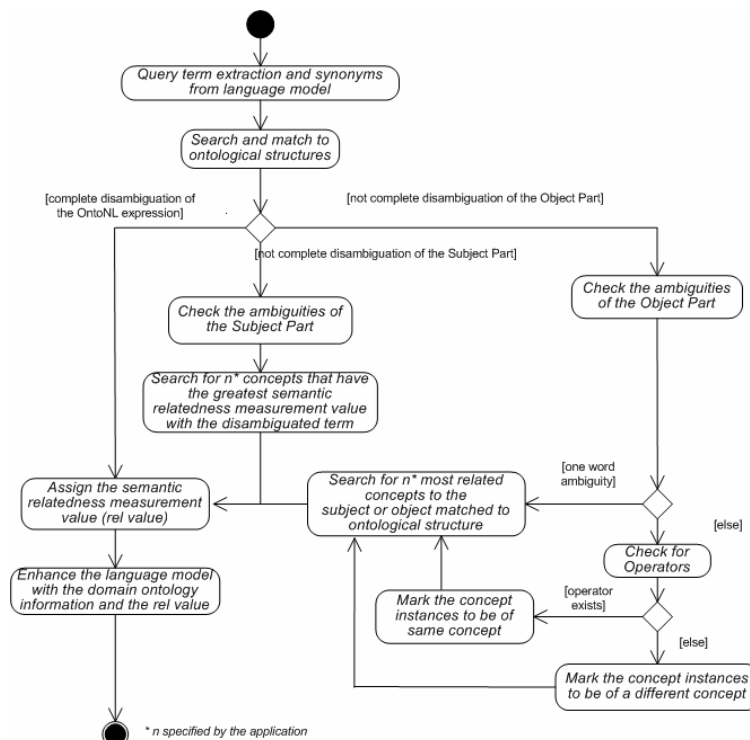 Query term extraction and synonyms
from language model
Search and match to
ontological structures
[complete disambiguation of
the OntoNL expression]
[not complete disambiguation of the Object Part]
[not complete disambiguation of the Subject Part]
Check the ambiguities of
the Subject Part
Check the ambiguities
of the Object Part
Search for n* concepts that have
the greatest semantic
relatedness measurement value
with the disambiguated term
[one word
ambiguity]
Search for n* most related
concepts to the
subject or object matched to
ontological structure
Assign the semantic
relatedness measurement
value (rel value)
[else]
Check for
Operators
Enhance the language model
with the domain ontology
information and the rel value
[operator
exists]
Mark the concept
instances to be of
same concept
[else]
Mark the concept instances
to be of a different concept
* n specified by the application